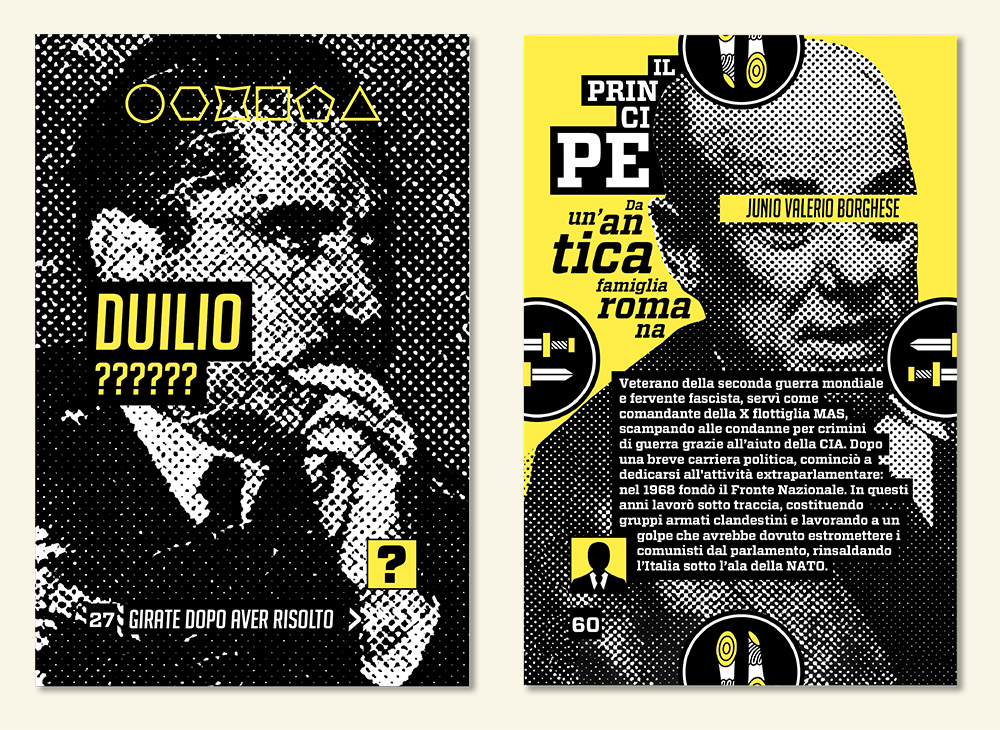 DUILIO
??????
?
27 GIRATE DOPO AVER RISOLTO
IL
PRIN
CI
PE
JUNIO VALERIO BORGHESE
Da
un'an
tica
famiglia
roma
na
Veterano della seconda guerra mondiale
e fervente fascista, servì come
comandante della X flottiglia MAS,
scampando alle condanne per crimini
di guerra grazie all'aiuto della CIA. Dopo
una breve carriera politica, cominciò a
dedicarsi all'attività extraparlamentare:
nel 1968 fondò il Fronte Nazionale. In questi
anni lavorò sotto traccia, costituendo
gruppi armati clandestini e lavorando a un
golpe che avrebbe dovuto estromettere i
comunisti dal parlamento, rinsaldando
l'Italia sotto l'ala della NATO.
60